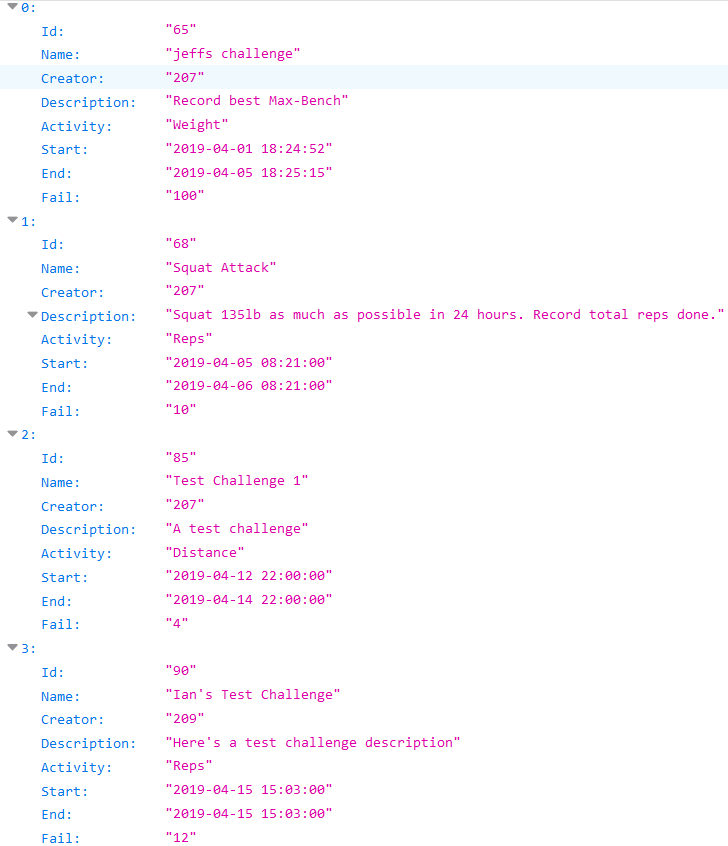 0:
Id: "65"
Name: "jeffs challenge"
Creator: "207"
Description: "Record best Max-Bench"
Activity: "Weight"
Start: "2019-04-01 18:24:52"
End: "2019-04-05 18:25:15"
Fail: "100"
1:
Id: "68"
Name: "Squat Attack"
Creator: "207"
Description: "Squat 135lb as much as possible in 24 hours. Record total reps done."
Activity: "Reps"
Start: "2019-04-05 08:21:00"
End: "2019-04-06 08:21:00"
Fail: "10"
2:
Id: "85"
Name: "Test Challenge 1"
Creator: "207"
Description: "A test challenge"
Activity: "Distance"
Start: "2019-04-12 22:00:00"
End: "2019-04-14 22:00:00"
Fail: "4"
3:
Id: "90"
Name: "Ian's Test Challenge"
Creator: "209"
Description: "Here's a test challenge description"
Activity: "Reps"
Start: "2019-04-15 15:03:00"
End: "2019-04-15 15:03:00"
Fail: "12"